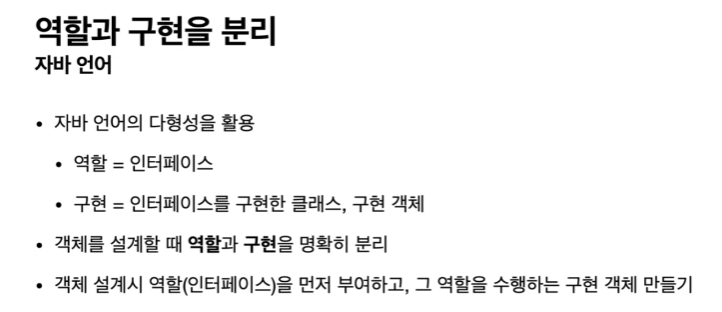 역할과 구현을 분리
자바 언어
• 자바 언어의 다형성을 활용
• 역할 = 인터페이스
• 구현 = 인터페이스를 구현한 클래스, 구현 객체
• 객체를 설계할 때 역할과 구현을 명확히 분리
• 객체 설계시 역할(인터페이스)을 먼저 부여하고, 그 역할을 수행하는 구현 객체 만들기